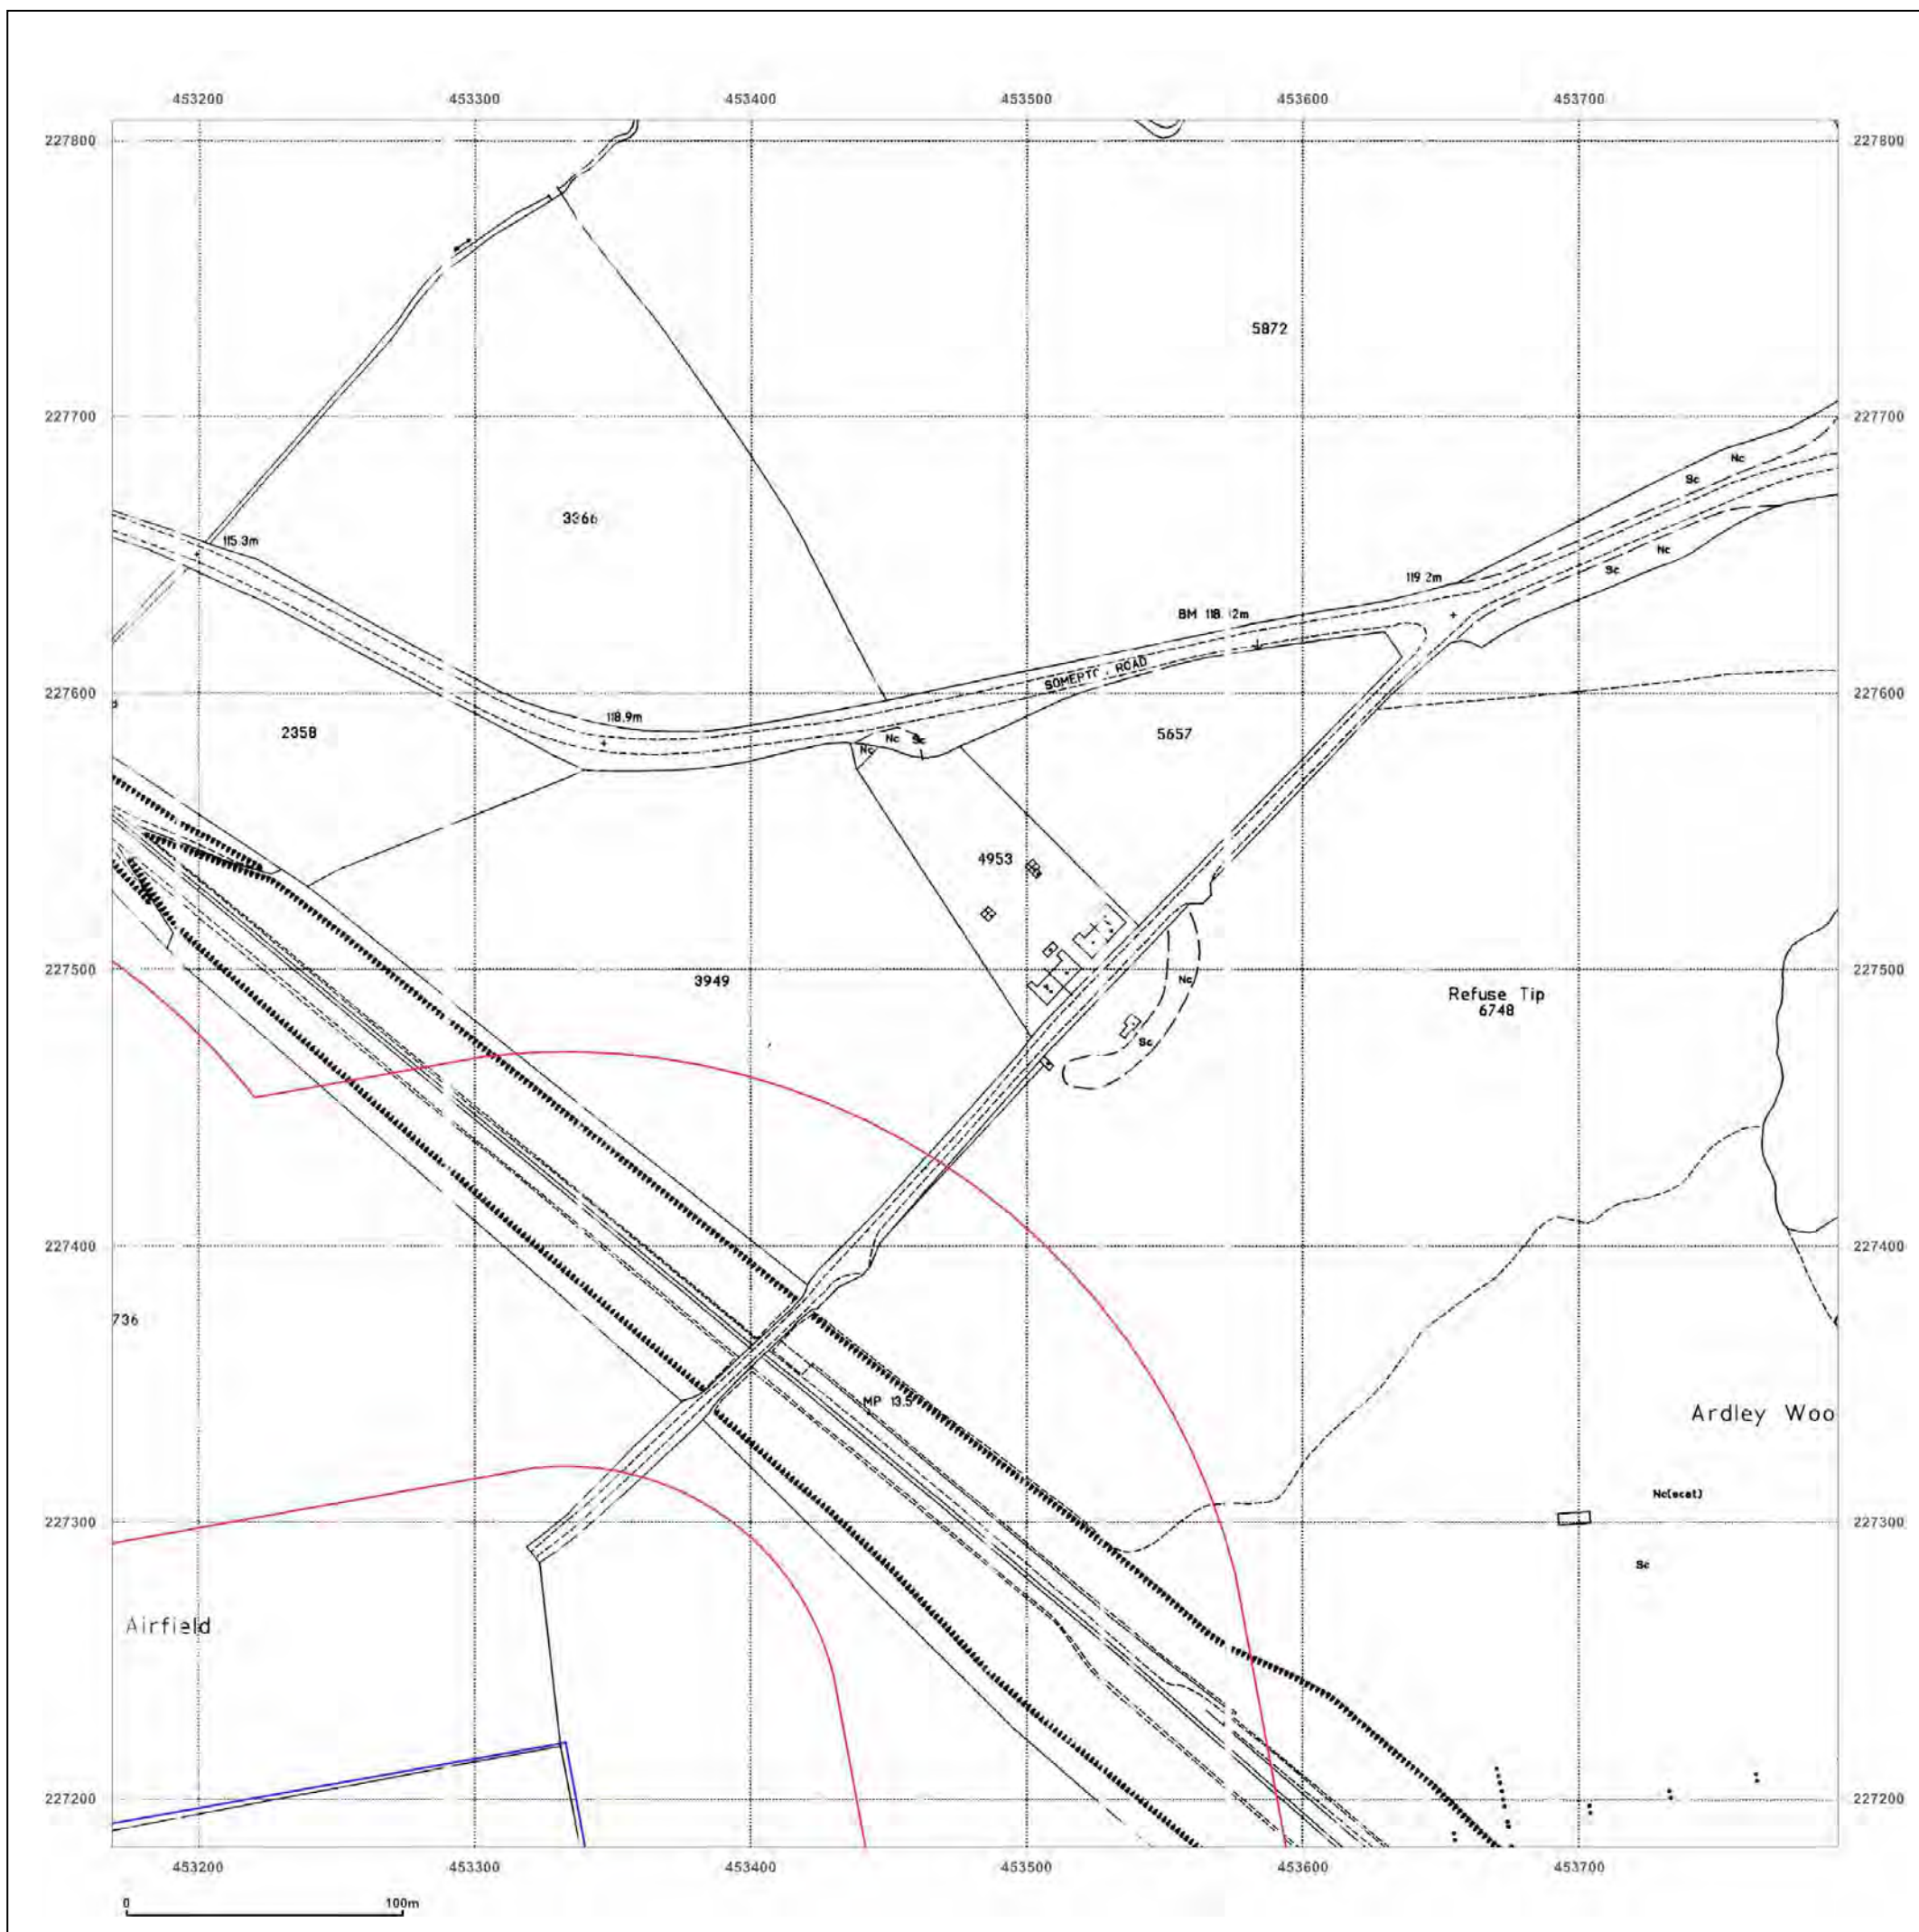 453200 453300 453400 453500 453600 453700
227800 227800
5872
227700 227700
Nc
Sc
3366
115.3m
Nc
Sc
119.2m
BM
ROAD
227600 227600
118.9m
2358
5657
Nc Sc
Nc
4953
227500 227500
3949
Nc
Refuse Tip
6748
Sc
227400 227400
736
MP 13.5
Ardley Woo
Nc(scat)
227300 227300
Sc
Airfield
227200 227200
453200 453300 453400 453500 453600 453700
0 100m